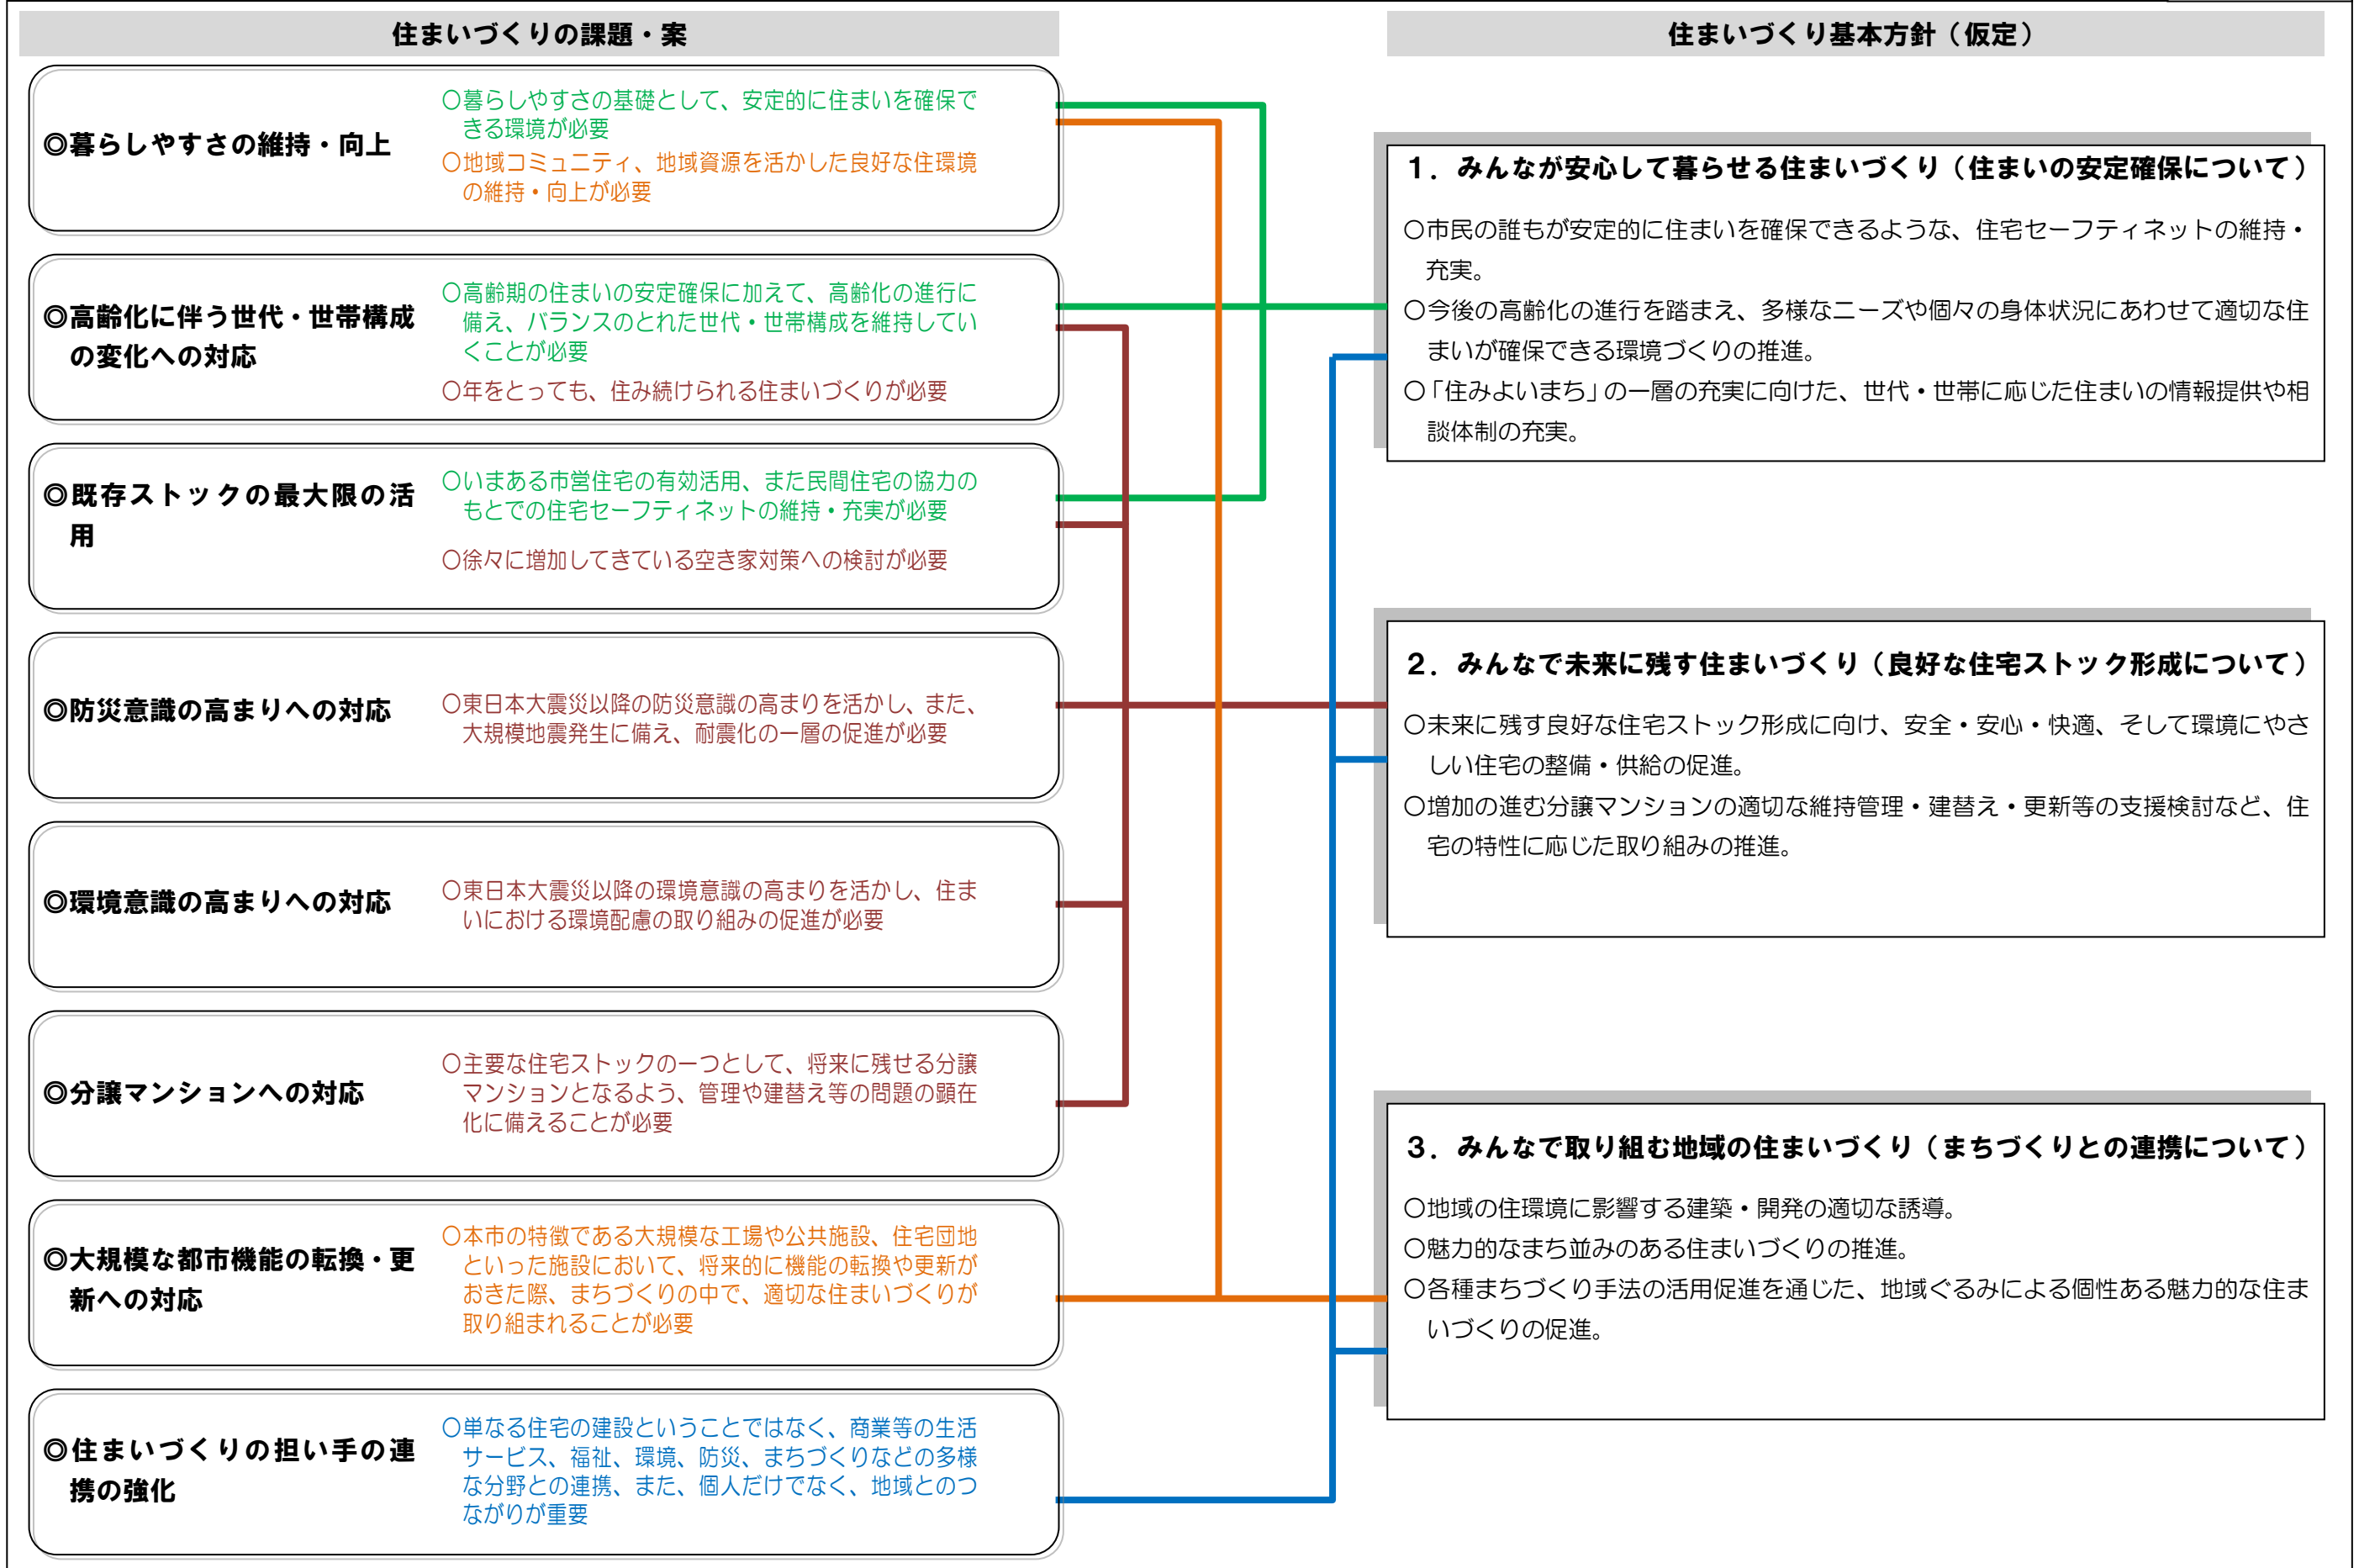 住まいづくりの課題・案
◎暮らしやすさの維持・向上
○暮らしやすさの基礎として、安定的に住まいを確保で
きる環境が必要
○地域コミュニティ、地域資源を活かした良好な住環境
の維持・向上が必要
◎高齢化に伴う世代・世帯構成
の変化への対応
○高齢期の住まいの安定確保に加えて、高齢化の進行に
備え、バランスのとれた世代・世帯構成を維持してい
くことが必要
○年をとっても、住み続けられる住まいづくりが必要
◎既存ストックの最大限の活
用
○いまある市営住宅の有効活用、また民間住宅の協力の
もとでの住宅セーフティネットの維持・充実が必要
○徐々に増加してきている空き家対策への検討が必要
◎防災意識の高まりへの対応
○東日本大震災以降の防災意識の高まりを活かし、また、
大規模地震発生に備え、耐震化の一層の促進が必要
◎環境意識の高まりへの対応
○東日本大震災以降の環境意識の高まりを活かし、住ま
いにおける環境配慮の取り組みの促進が必要
◎分譲マンションへの対応
○主要な住宅ストックの一つとして、将来に残せる分譲
マンションとなるよう、管理や建替え等の問題の顕在
化に備えることが必要
◎大規模な都市機能の転換・更
新への対応
○本市の特徴である大規模な工場や公共施設、住宅団地
といった施設において、将来的に機能の転換や更新が
おきた際、まちづくりの中で、適切な住まいづくりが
取り組まれることが必要
◎住まいづくりの担い手の連
携の強化
○単なる住宅の建設ということではなく、商業等の生活
サービス、福祉、環境、防災、まちづくりなどの多様
な分野との連携、また、個人だけでなく、地域とのつ
ながりが重要
住まいづくり基本方針（仮定）
１．みんなが安心して暮らせる住まいづくり（住まいの安定確保について）
○市民の誰もが安定的に住まいを確保できるような、住宅セーフティネットの維持・
充実。
○今後の高齢化の進行を踏まえ、多様なニーズや個々の身体状況にあわせて適切な住
まいが確保できる環境づくりの推進。
○「住みよいまち」の一層の充実に向けた、世代・世帯に応じた住まいの情報提供や相
談体制の充実。
２．みんなで未来に残す住まいづくり（良好な住宅ストック形成について）
○未来に残す良好な住宅ストック形成に向け、安全・安心・快適、そして環境にやさ
しい住宅の整備・供給の促進。
○増加の進む分譲マンションの適切な維持管理・建替え・更新等の支援検討など、住
宅の特性に応じた取り組みの推進。
３．みんなで取り組む地域の住まいづくり（まちづくりとの連携について）
○地域の住環境に影響する建築・開発の適切な誘導。
○魅力的なまち並みのある住まいづくりの推進。
○各種まちづくり手法の活用促進を通じた、地域ぐるみによる個性ある魅力的な住ま
いづくりの促進。